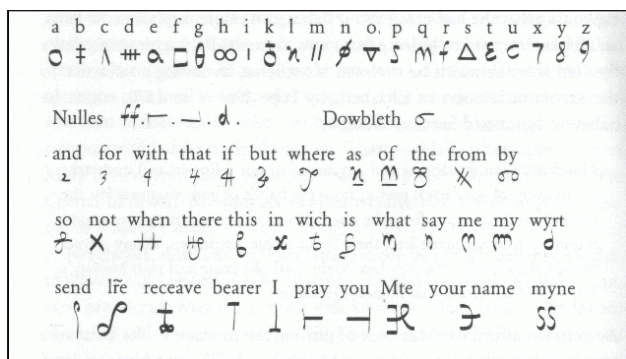 a b c d e f g h i k l m n o p q r s t u x y z
Nulles ff. Dowbleth
and for with that if but where as of the from by
so not when there this in wich is what say me my wyrt
send lr̃e receave bearer I pray you Mte your name myne